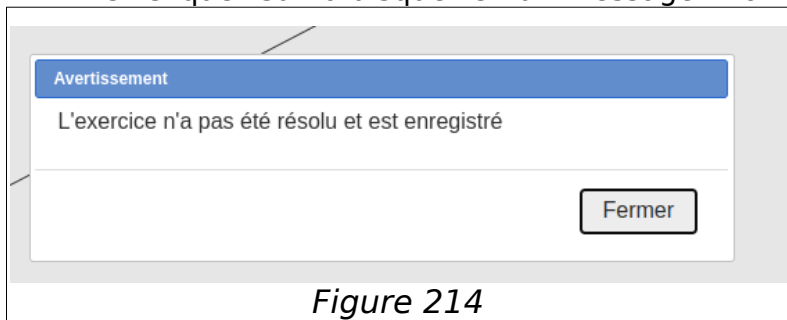 Avertissement
L'exercice n'a pas été résolu et est enregistré
Fermer
Figure 214